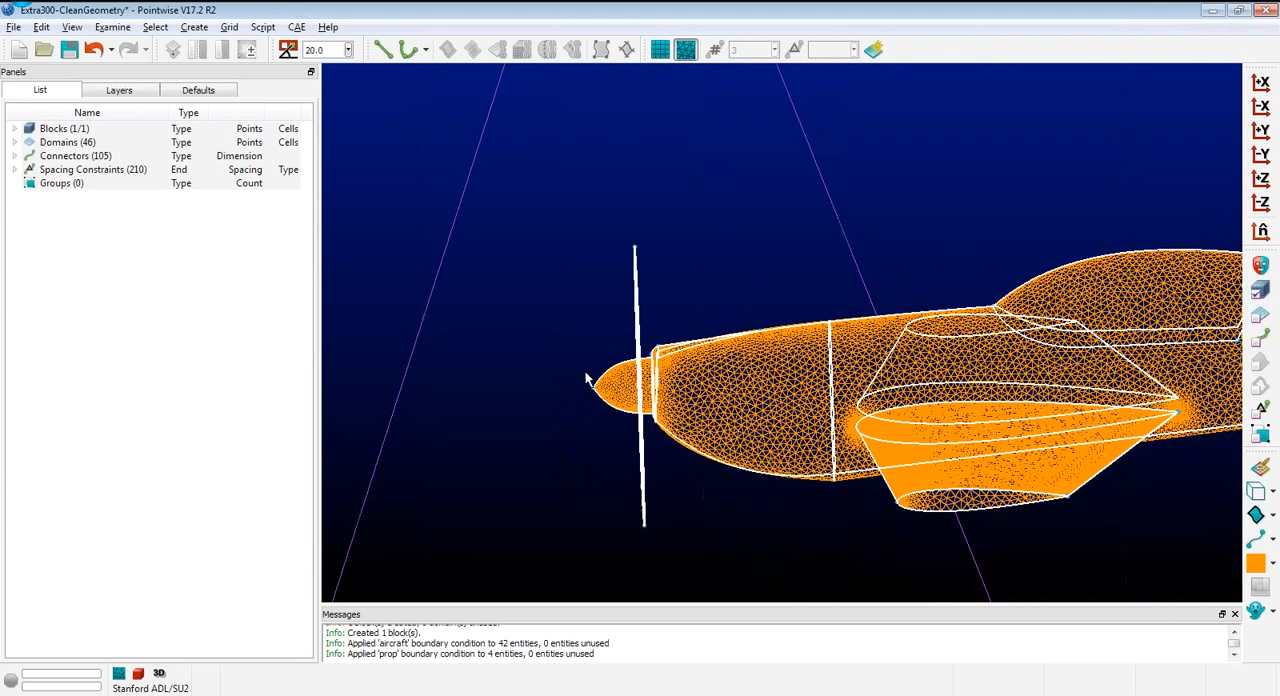 Extra300-CleanGeometry* - Pointwise V17.2 R2
File Edit View Examine Select Create Grid Script CAE Help
20.0 3
Panels
List Layers Defaults
Name Type
Blocks (1/1) Type Points Cells
Domains (46) Type Points Cells
Connectors (105) Type Dimension
Spacing Constraints (210) End Spacing Type
Groups (0) Type Count
+X
-X
+Y
-Y
+Z
-Z
n̂
Messages
Info: Created 1 block(s).
Info: Applied 'aircraft' boundary condition to 42 entities, 0 entities unused
Info: Applied 'prop' boundary condition to 4 entities, 0 entities unused
3D
Stanford ADL/SU2